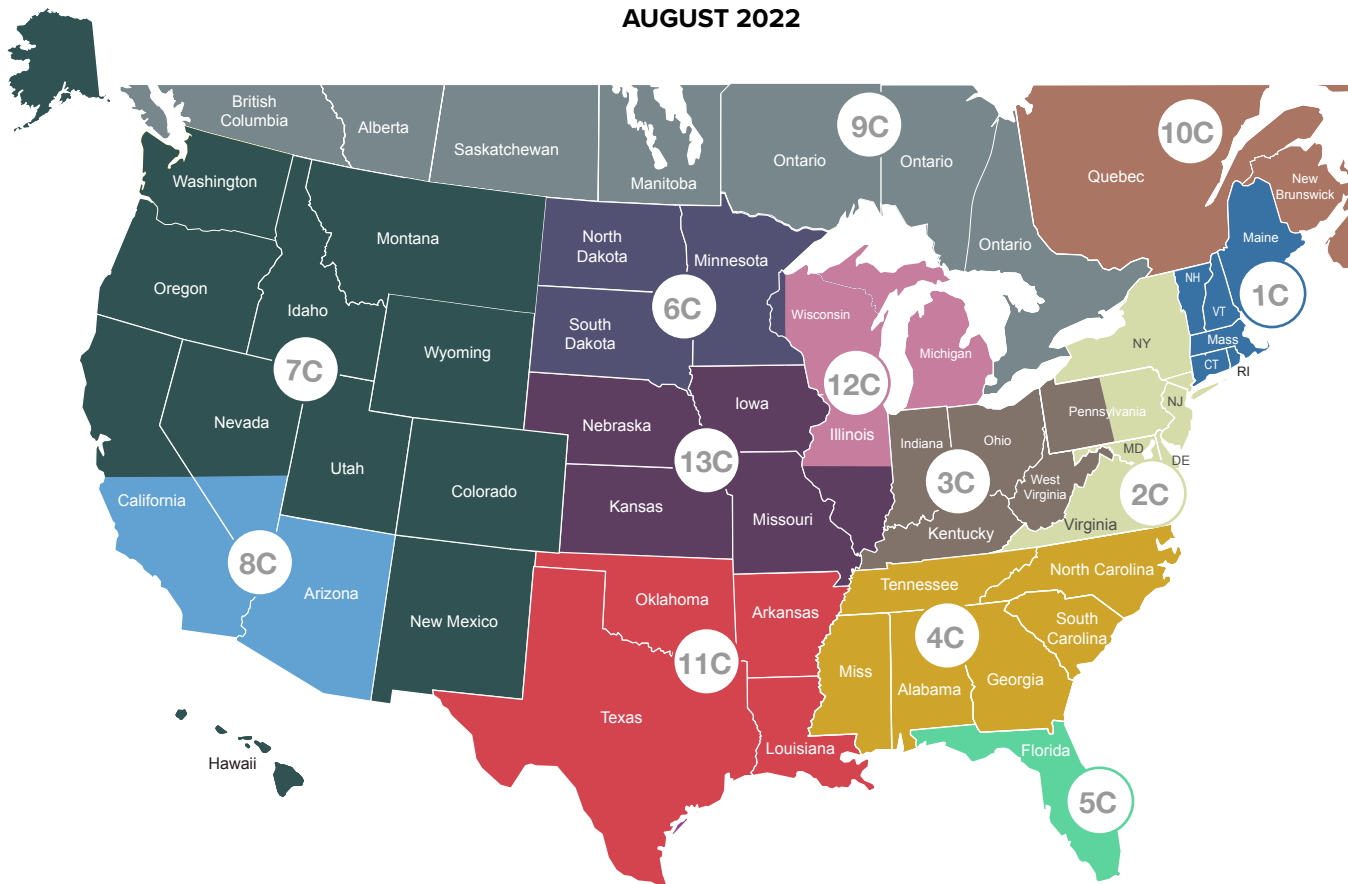 AUGUST 2022
British
Columbia
Alberta
Saskatchewan
Manitoba
Ontario
9C
Ontario
Ontario
10C
Quebec
New
Brunswick
Washington
Montana
Oregon
Idaho
Wyoming
7C
Nevada
Utah
Colorado
California
8C
Arizona
New Mexico
Hawaii
North
Dakota
Minnesota
6C
South
Dakota
Nebraska
Iowa
13C
Kansas
Missouri
Wisconsin
Michigan
12C
Illinois
Indiana
Ohio
3C
West
Virginia
Kentucky
Pennsylvania
NY
NJ
MD
DE
2C
Virginia
Maine
NH
VT
1C
Mass
CT
RI
Oklahoma
Arkansas
11C
Texas
Louisiana
Tennessee
North Carolina
South
Carolina
4C
Miss
Alabama
Georgia
Florida
5C